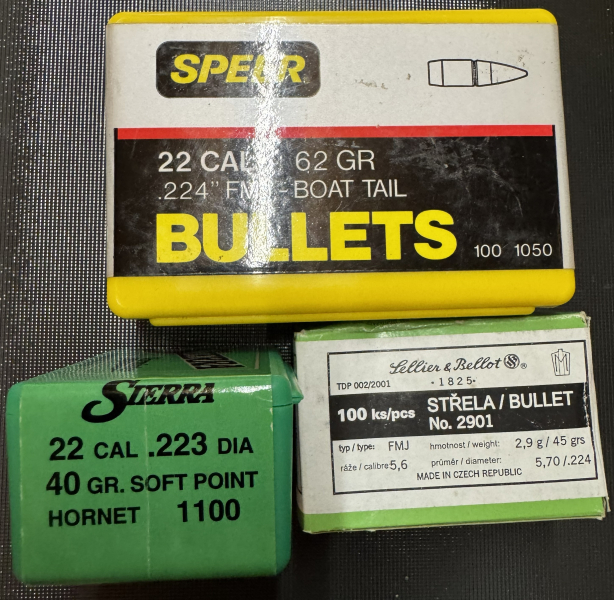 SPEER
22 CAL 62 GR
.224" FMJ-BOAT TAIL
BULLETS 100 1050
SIERRA
22 CAL .223 DIA
40 GR. SOFT POINT
HORNET 1100
Sellier & Bellot S&B®
TDP 002/2001 · 1825 ·
100 ks/pcs STŘELA / BULLET
No. 2901
typ / type: FMJ hmotnost / weight: 2,9 g / 45 grs
ráže / calibre: 5,6 průměr / diameter: 5,70 /.224
MADE IN CZECH REPUBLIC